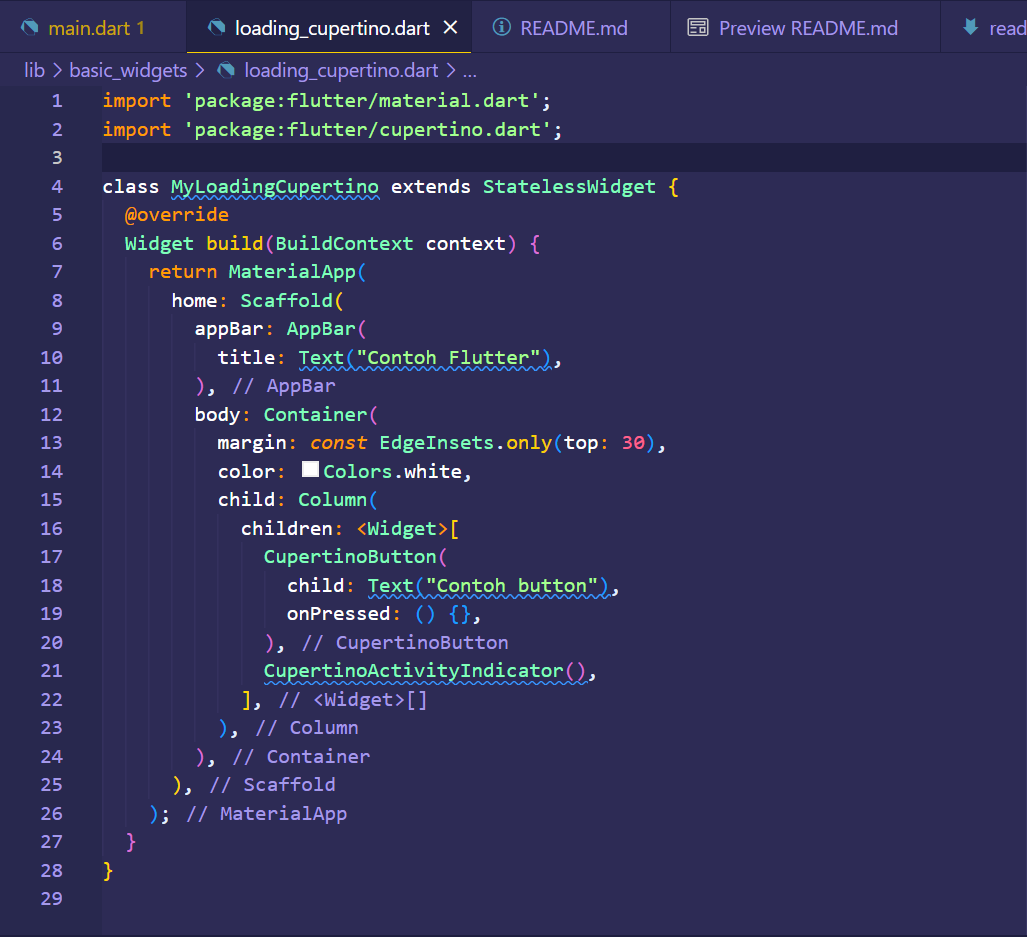 main.dart 1 loading_cupertino.dart README.md Preview README.md read
lib > basic_widgets > loading_cupertino.dart > ...
1 import 'package:flutter/material.dart';
2 import 'package:flutter/cupertino.dart';
3
4 class MyLoadingCupertino extends StatelessWidget {
5   @override
6   Widget build(BuildContext context) {
7     return MaterialApp(
8       home: Scaffold(
9         appBar: AppBar(
10           title: Text("Contoh Flutter"),
11         ), // AppBar
12         body: Container(
13           margin: const EdgeInsets.only(top: 30),
14           color: Colors.white,
15           child: Column(
16             children: <Widget>[
17               CupertinoButton(
18                 child: Text("Contoh button"),
19                 onPressed: () {},
20               ), // CupertinoButton
21               CupertinoActivityIndicator(),
22             ], // <Widget>[]
23           ), // Column
24         ), // Container
25       ), // Scaffold
26     ); // MaterialApp
27   }
28 }
29